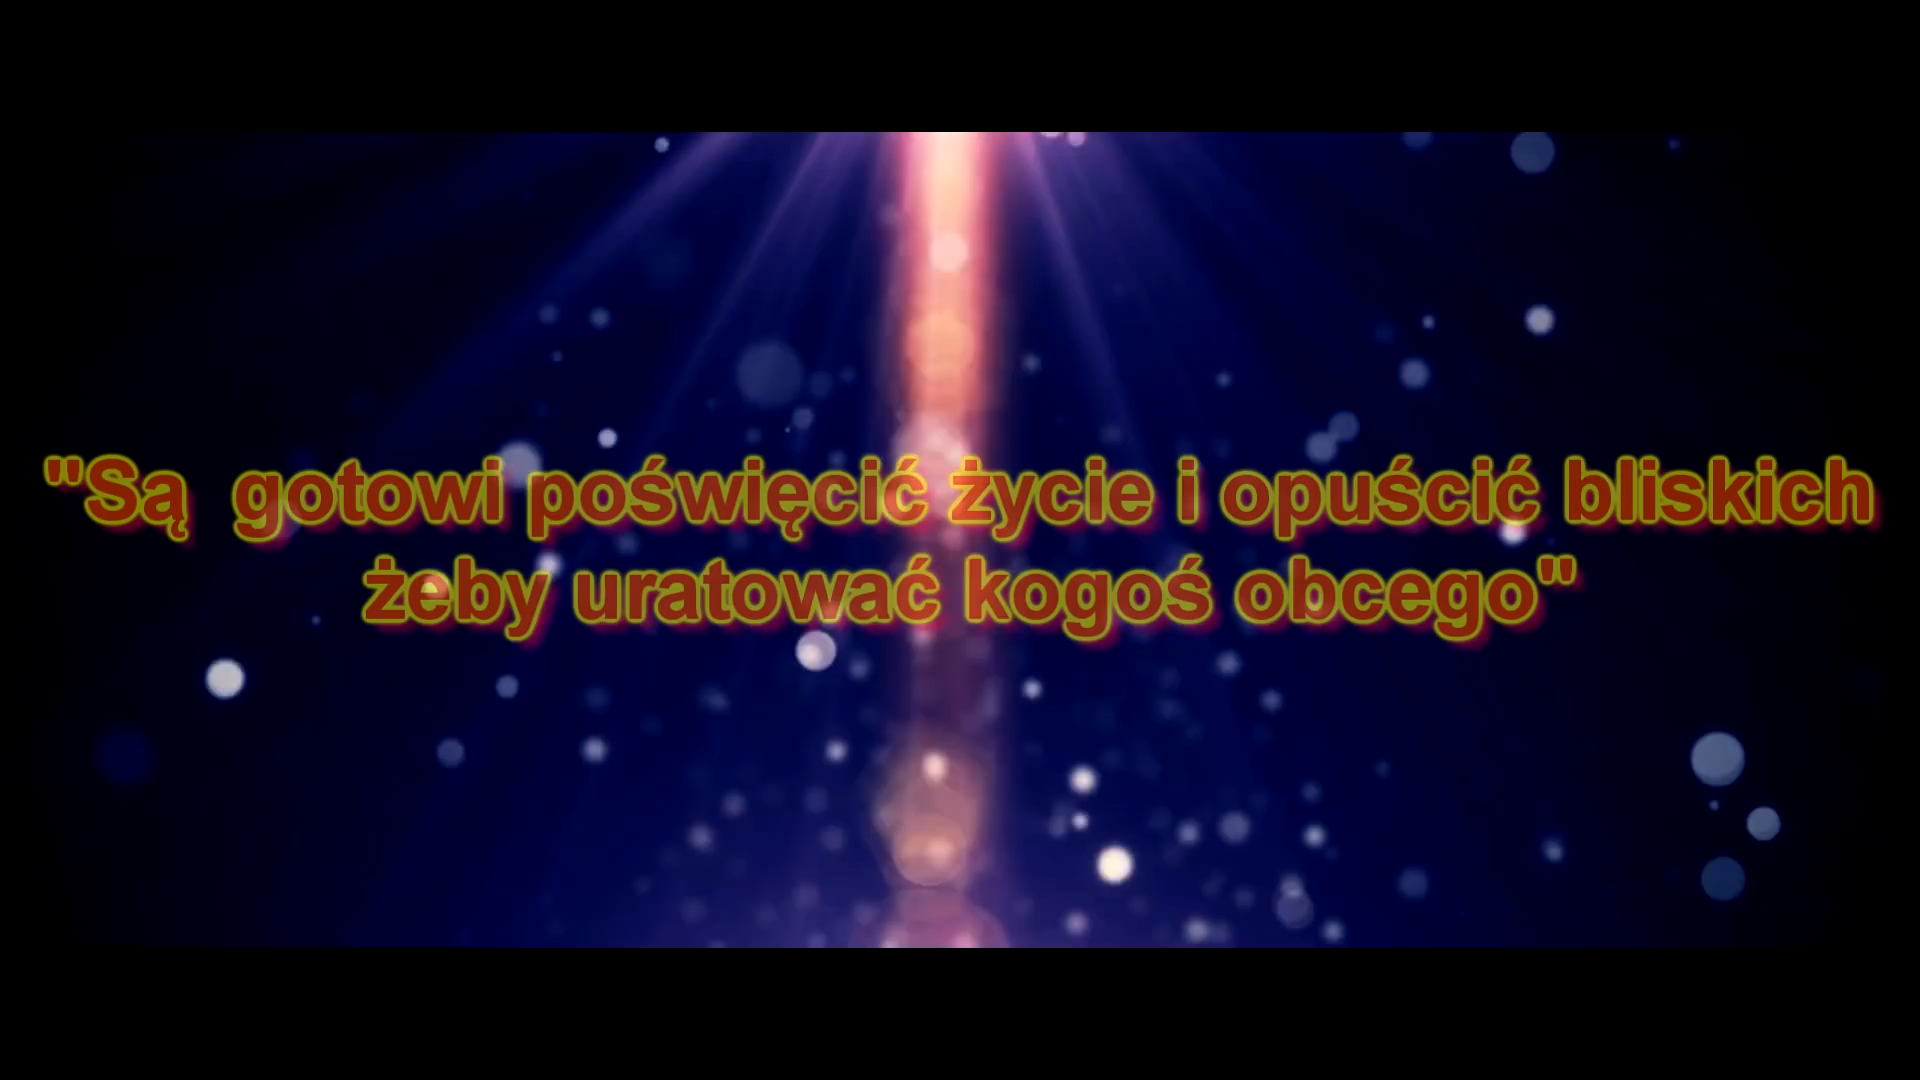 "Są  gotowi poświęcić życie i opuścić bliskich
żeby uratować kogoś obcego"